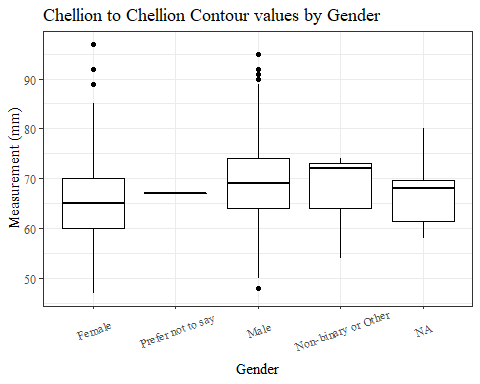 Chellion to Chellion Contour values by Gender
Measurement (mm)
90
80
70
60
50
Female
Prefer not to say
Male
Non-binary or Other
NA
Gender